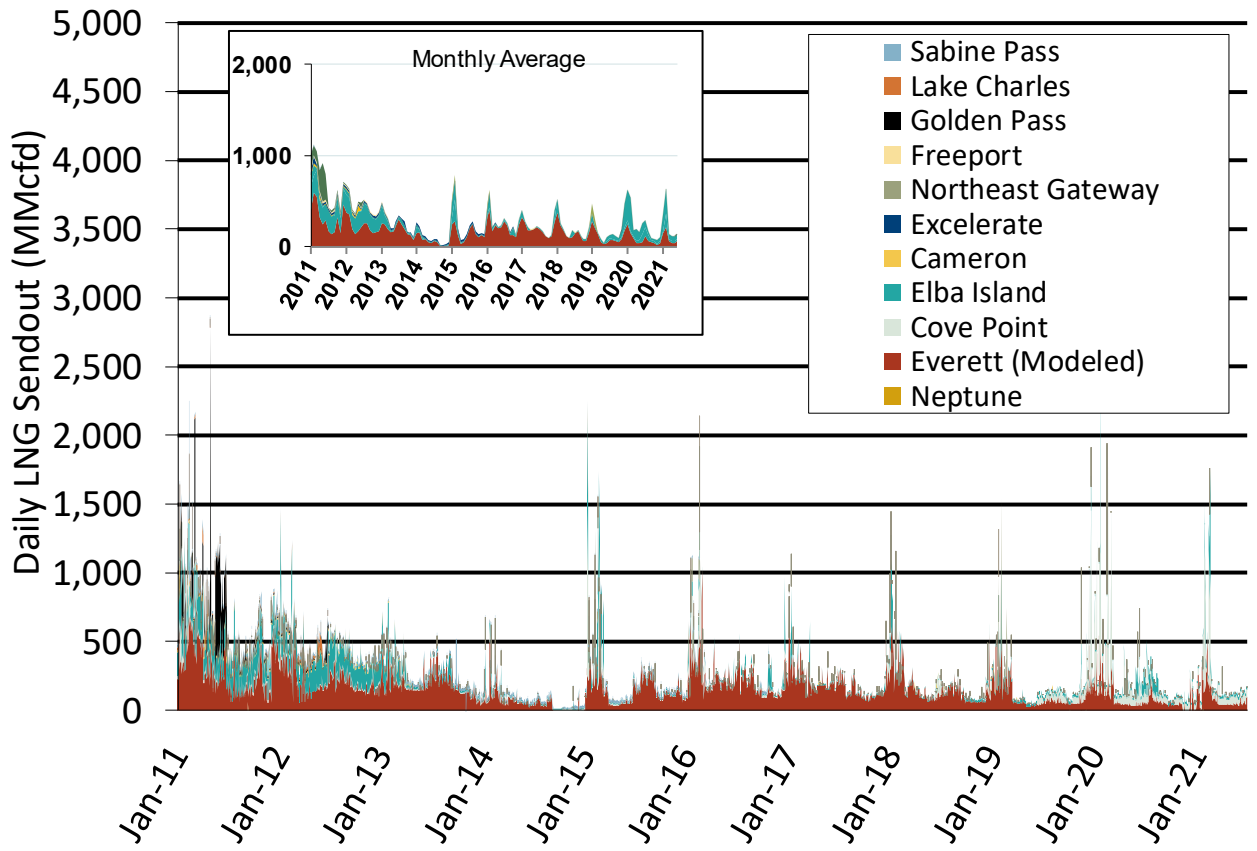 5,000
4,500
4,000
3,500
3,000
2,500
2,000
1,500
1,000
500
0
Daily LNG Sendout (MMcfd)
Monthly Average
2,000
1,000
0
2011
2012
2013
2014
2015
2016
2017
2018
2019
2020
2021
Sabine Pass
Lake Charles
Golden Pass
Freeport
Northeast Gateway
Excelerate
Cameron
Elba Island
Cove Point
Everett (Modeled)
Neptune
Jan-11
Jan-12
Jan-13
Jan-14
Jan-15
Jan-16
Jan-17
Jan-18
Jan-19
Jan-20
Jan-21